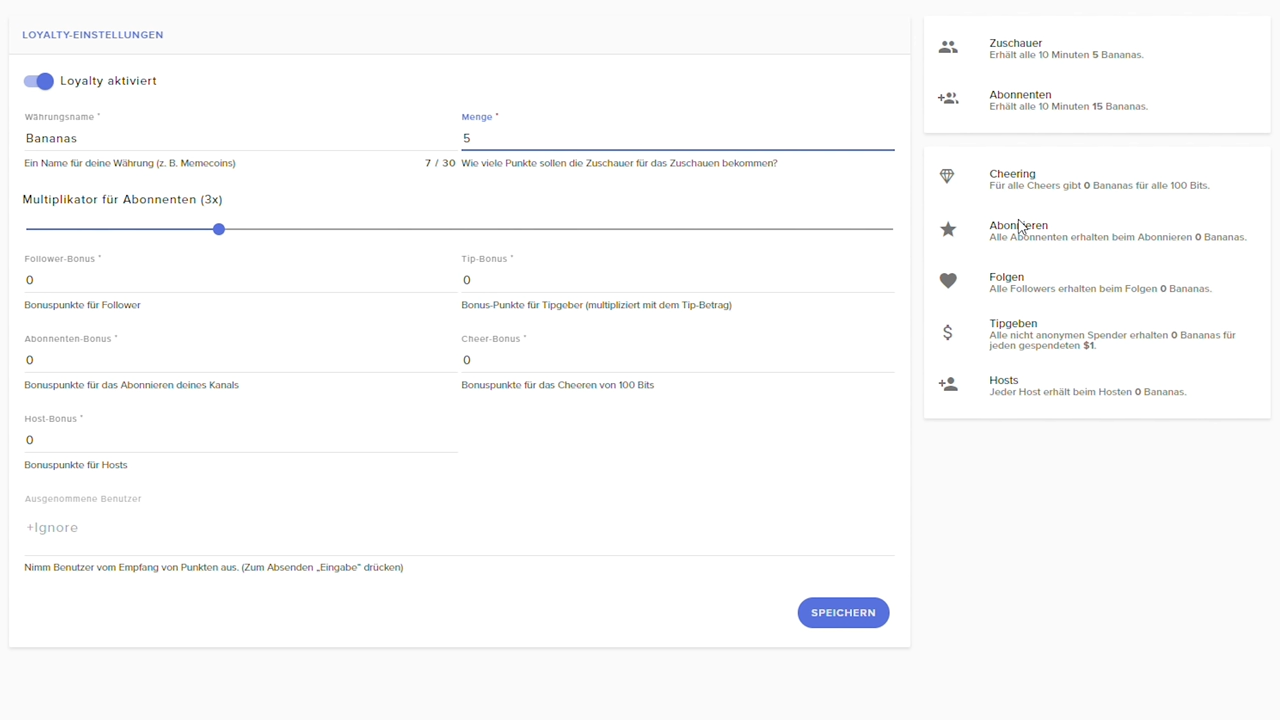 LOYALTY-EINSTELLUNGEN
Loyalty aktiviert
Währungsname *
Bananas
Ein Name für deine Währung (z. B. Memecoins)
7 / 30
Menge *
5
Wie viele Punkte sollen die Zuschauer für das Zuschauen bekommen?
Multiplikator für Abonnenten (3x)
Follower-Bonus *
0
Bonuspunkte für Follower
Tip-Bonus *
0
Bonus-Punkte für Tipgeber (multipliziert mit dem Tip-Betrag)
Abonnenten-Bonus *
0
Bonuspunkte für das Abonnieren deines Kanals
Cheer-Bonus *
0
Bonuspunkte für das Cheeren von 100 Bits
Host-Bonus *
0
Bonuspunkte für Hosts
Ausgenommene Benutzer
+Ignore
Nimm Benutzer vom Empfang von Punkten aus. (Zum Absenden „Eingabe“ drücken)
SPEICHERN
Zuschauer
Erhält alle 10 Minuten 5 Bananas.
Abonnenten
Erhält alle 10 Minuten 15 Bananas.
Cheering
Für alle Cheers gibt 0 Bananas für alle 100 Bits.
Abonnieren
Alle Abonnenten erhalten beim Abonnieren 0 Bananas.
Folgen
Alle Followers erhalten beim Folgen 0 Bananas.
Tipgeben
Alle nicht anonymen Spender erhalten 0 Bananas für
jeden gespendeten $1.
Hosts
Jeder Host erhält beim Hosten 0 Bananas.